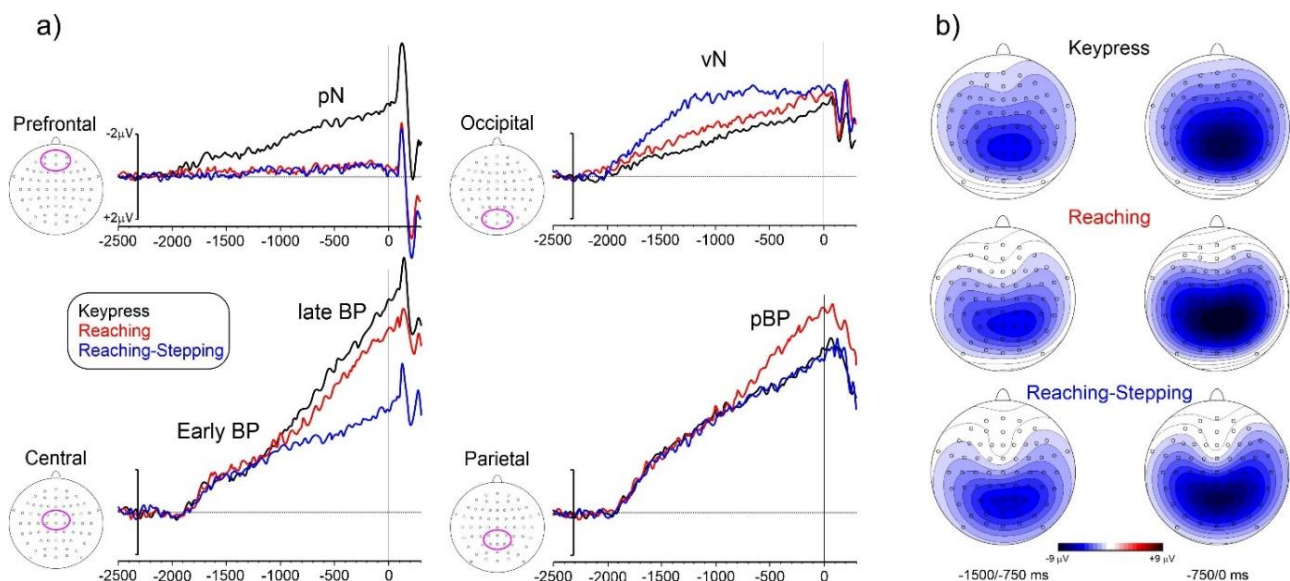 a)
pN
Prefrontal
-2µV
+2µV
-2500 -2000 -1500 -1000 -500 0
vN
Occipital
-2500 -2000 -1500 -1000 -500 0
Keypress
Reaching
Reaching-Stepping
late BP
Early BP
Central
-2500 -2000 -1500 -1000 -500 0
pBP
Parietal
-2500 -2000 -1500 -1000 -500 0
b)
Keypress
Reaching
Reaching-Stepping
-9 µV +9 µV
-1500/-750 ms -750/0 ms